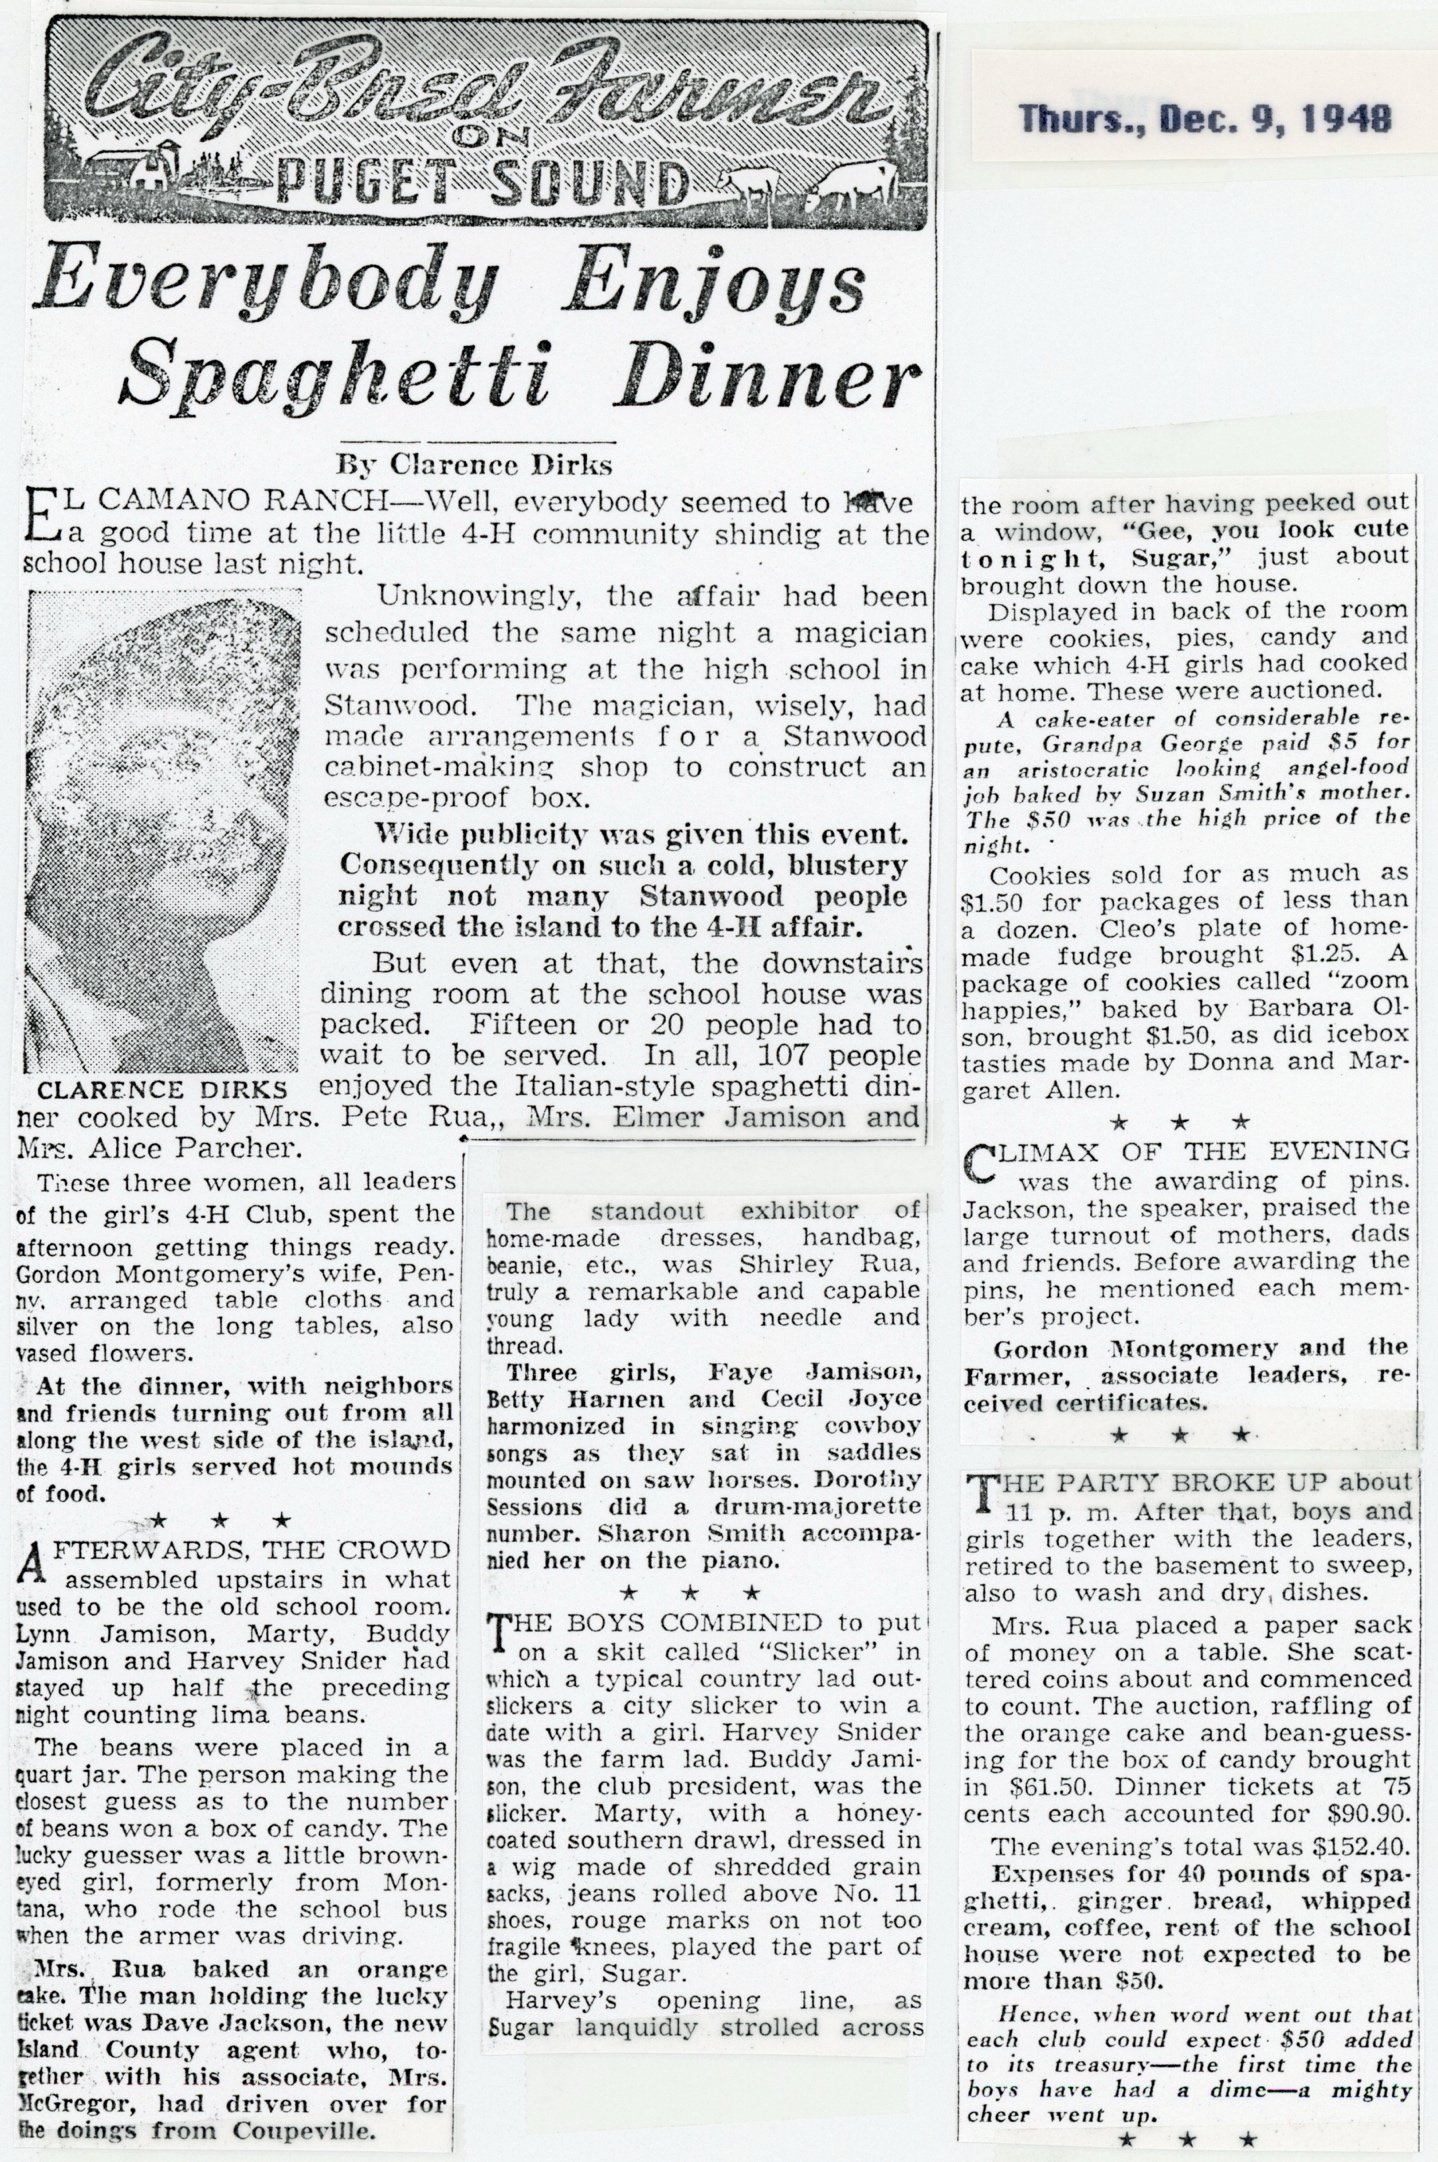 City-Bred Farmer
ON
PUGET SOUND
Thurs., Dec. 9, 1948
Everybody Enjoys
Spaghetti Dinner
By Clarence Dirks
EL CAMANO RANCH—Well, everybody seemed to have
a good time at the little 4-H community shindig at the
school house last night.
Unknowingly, the affair had been
scheduled the same night a magician
was performing at the high school in
Stanwood. The magician, wisely, had
made arrangements for a Stanwood
cabinet-making shop to construct an
escape-proof box.
Wide publicity was given this event.
Consequently on such a cold, blustery
night not many Stanwood people
crossed the island to the 4-H affair.
But even at that, the downstairs
dining room at the school house was
packed. Fifteen or 20 people had to
wait to be served. In all, 107 people
CLARENCE DIRKS
enjoyed the Italian-style spaghetti din-
ner cooked by Mrs. Pete Rua,, Mrs. Elmer Jamison and
Mrs. Alice Parcher.
These three women, all leaders
of the girl's 4-H Club, spent the
afternoon getting things ready.
Gordon Montgomery's wife, Pen-
ny, arranged table cloths and
silver on the long tables, also
vased flowers.
At the dinner, with neighbors
and friends turning out from all
along the west side of the island,
the 4-H girls served hot mounds
of food.
★ ★ ★
AFTERWARDS, THE CROWD
assembled upstairs in what
used to be the old school room.
Lynn Jamison, Marty, Buddy
Jamison and Harvey Snider had
stayed up half the preceding
night counting lima beans.
The beans were placed in a
quart jar. The person making the
closest guess as to the number
of beans won a box of candy. The
lucky guesser was a little brown-
eyed girl, formerly from Mon-
tana, who rode the school bus
when the armer was driving.
Mrs. Rua baked an orange
cake. The man holding the lucky
ticket was Dave Jackson, the new
Island County agent who, to-
gether with his associate, Mrs.
McGregor, had driven over for
the doings from Coupeville.
The standout exhibitor of
home-made dresses, handbag,
beanie, etc., was Shirley Rua,
truly a remarkable and capable
young lady with needle and
thread.
Three girls, Faye Jamison,
Betty Harnen and Cecil Joyce
harmonized in singing cowboy
songs as they sat in saddles
mounted on saw horses. Dorothy
Sessions did a drum-majorette
number. Sharon Smith accompa-
nied her on the piano.
★ ★ ★
THE BOYS COMBINED to put
on a skit called “Slicker” in
which a typical country lad out-
slickers a city slicker to win a
date with a girl. Harvey Snider
was the farm lad. Buddy Jami-
son, the club president, was the
slicker. Marty, with a honey-
coated southern drawl, dressed in
a wig made of shredded grain
sacks, jeans rolled above No. 11
shoes, rouge marks on not too
fragile knees, played the part of
the girl, Sugar.
Harvey's opening line, as
Sugar lanquidly strolled across
the room after having peeked out
a window, “Gee, you look cute
tonight, Sugar,” just about
brought down the house.
Displayed in back of the room
were cookies, pies, candy and
cake which 4-H girls had cooked
at home. These were auctioned.
A cake-eater of considerable re-
pute, Grandpa George paid $5 for
an aristocratic looking angel-food
job baked by Suzan Smith's mother.
The $50 was the high price of the
night.
Cookies sold for as much as
$1.50 for packages of less than
a dozen. Cleo's plate of home-
made fudge brought $1.25. A
package of cookies called “zoom
happies,” baked by Barbara Ol-
son, brought $1.50, as did icebox
tasties made by Donna and Mar-
garet Allen.
★ ★ ★
CLIMAX OF THE EVENING
was the awarding of pins.
Jackson, the speaker, praised the
large turnout of mothers, dads
and friends. Before awarding the
pins, he mentioned each mem-
ber's project.
Gordon Montgomery and the
Farmer, associate leaders, re-
ceived certificates.
★ ★ ★
THE PARTY BROKE UP about
11 p. m. After that, boys and
girls together with the leaders,
retired to the basement to sweep,
also to wash and dry dishes.
Mrs. Rua placed a paper sack
of money on a table. She scat-
tered coins about and commenced
to count. The auction, raffling of
the orange cake and bean-guess-
ing for the box of candy brought
in $61.50. Dinner tickets at 75
cents each accounted for $90.90.
The evening's total was $152.40.
Expenses for 40 pounds of spa-
ghetti, ginger bread, whipped
cream, coffee, rent of the school
house were not expected to be
more than $50.
Hence, when word went out that
each club could expect $50 added
to its treasury—the first time the
boys have had a dime—a mighty
cheer went up.
★ ★ ★